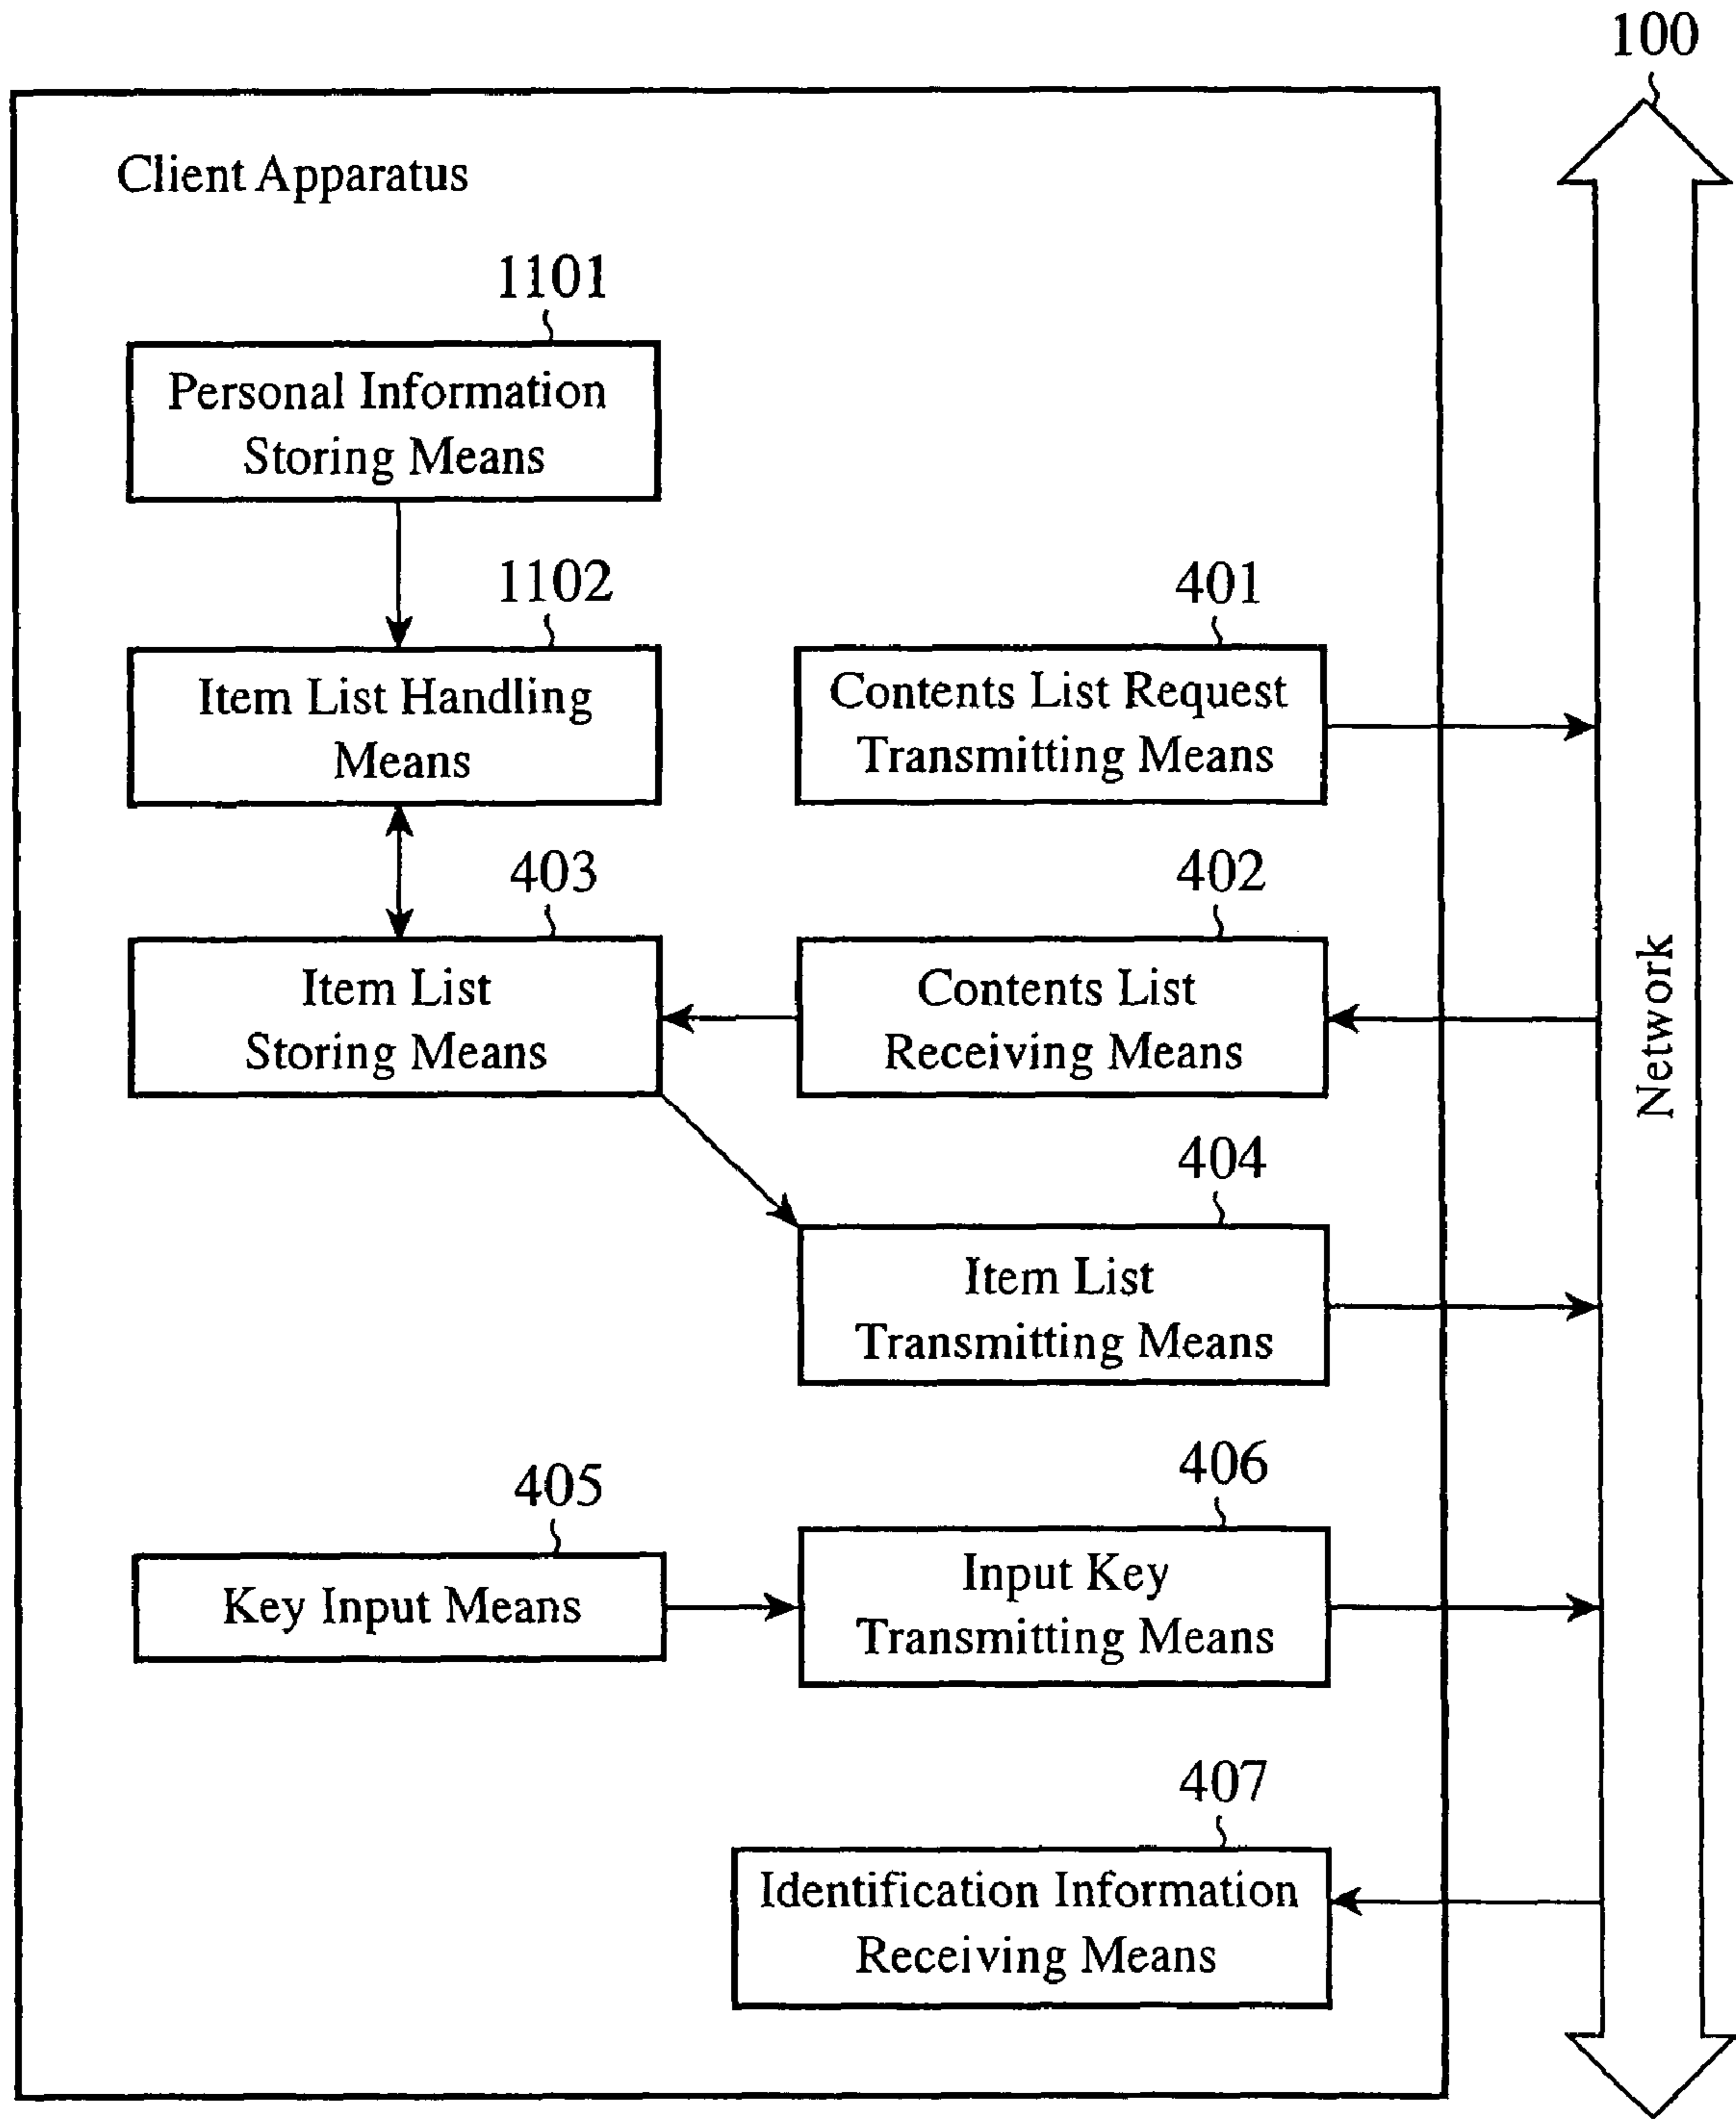 100
Client Apparatus
1101
Personal Information
Storing Means
1102
Item List Handling
Means
401
Contents List Request
Transmitting Means
403
Item List
Storing Means
402
Contents List
Receiving Means
Network
404
Item List
Transmitting Means
405
Key Input Means
406
Input Key
Transmitting Means
407
Identification Information
Receiving Means